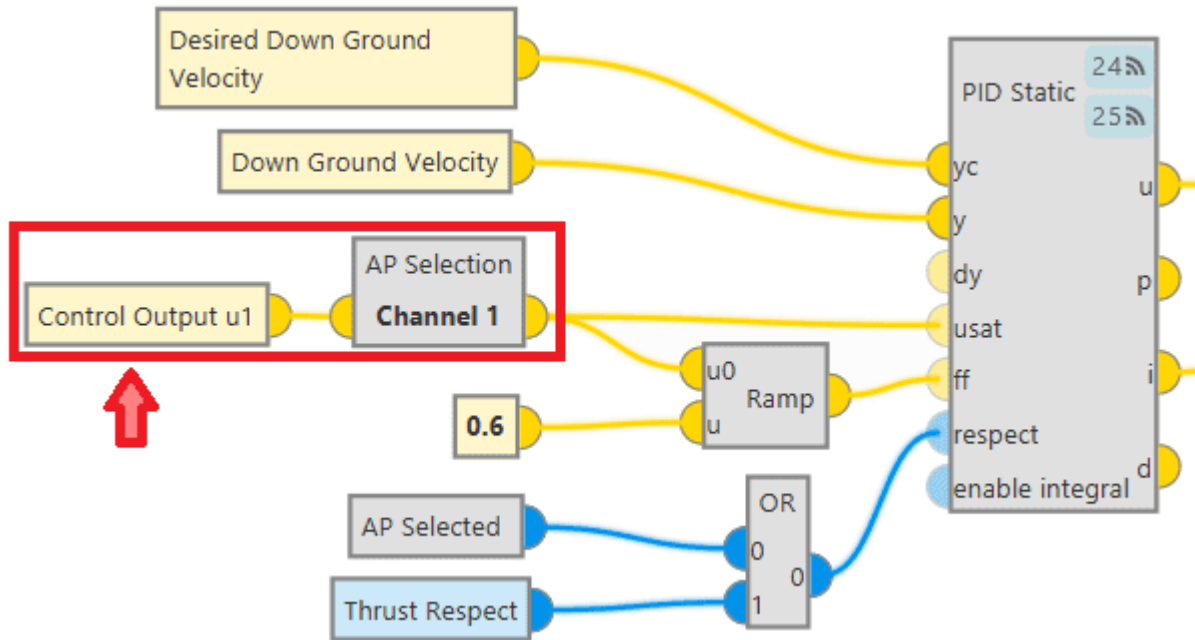 Desired Down Ground
Velocity
Down Ground Velocity
Control Output u1
AP Selection
Channel 1
0.6
u0
u
Ramp
AP Selected
Thrust Respect
OR
0
1
0
PID Static
24
25
yc
y
dy
usat
ff
respect
enable integral
u
p
i
d